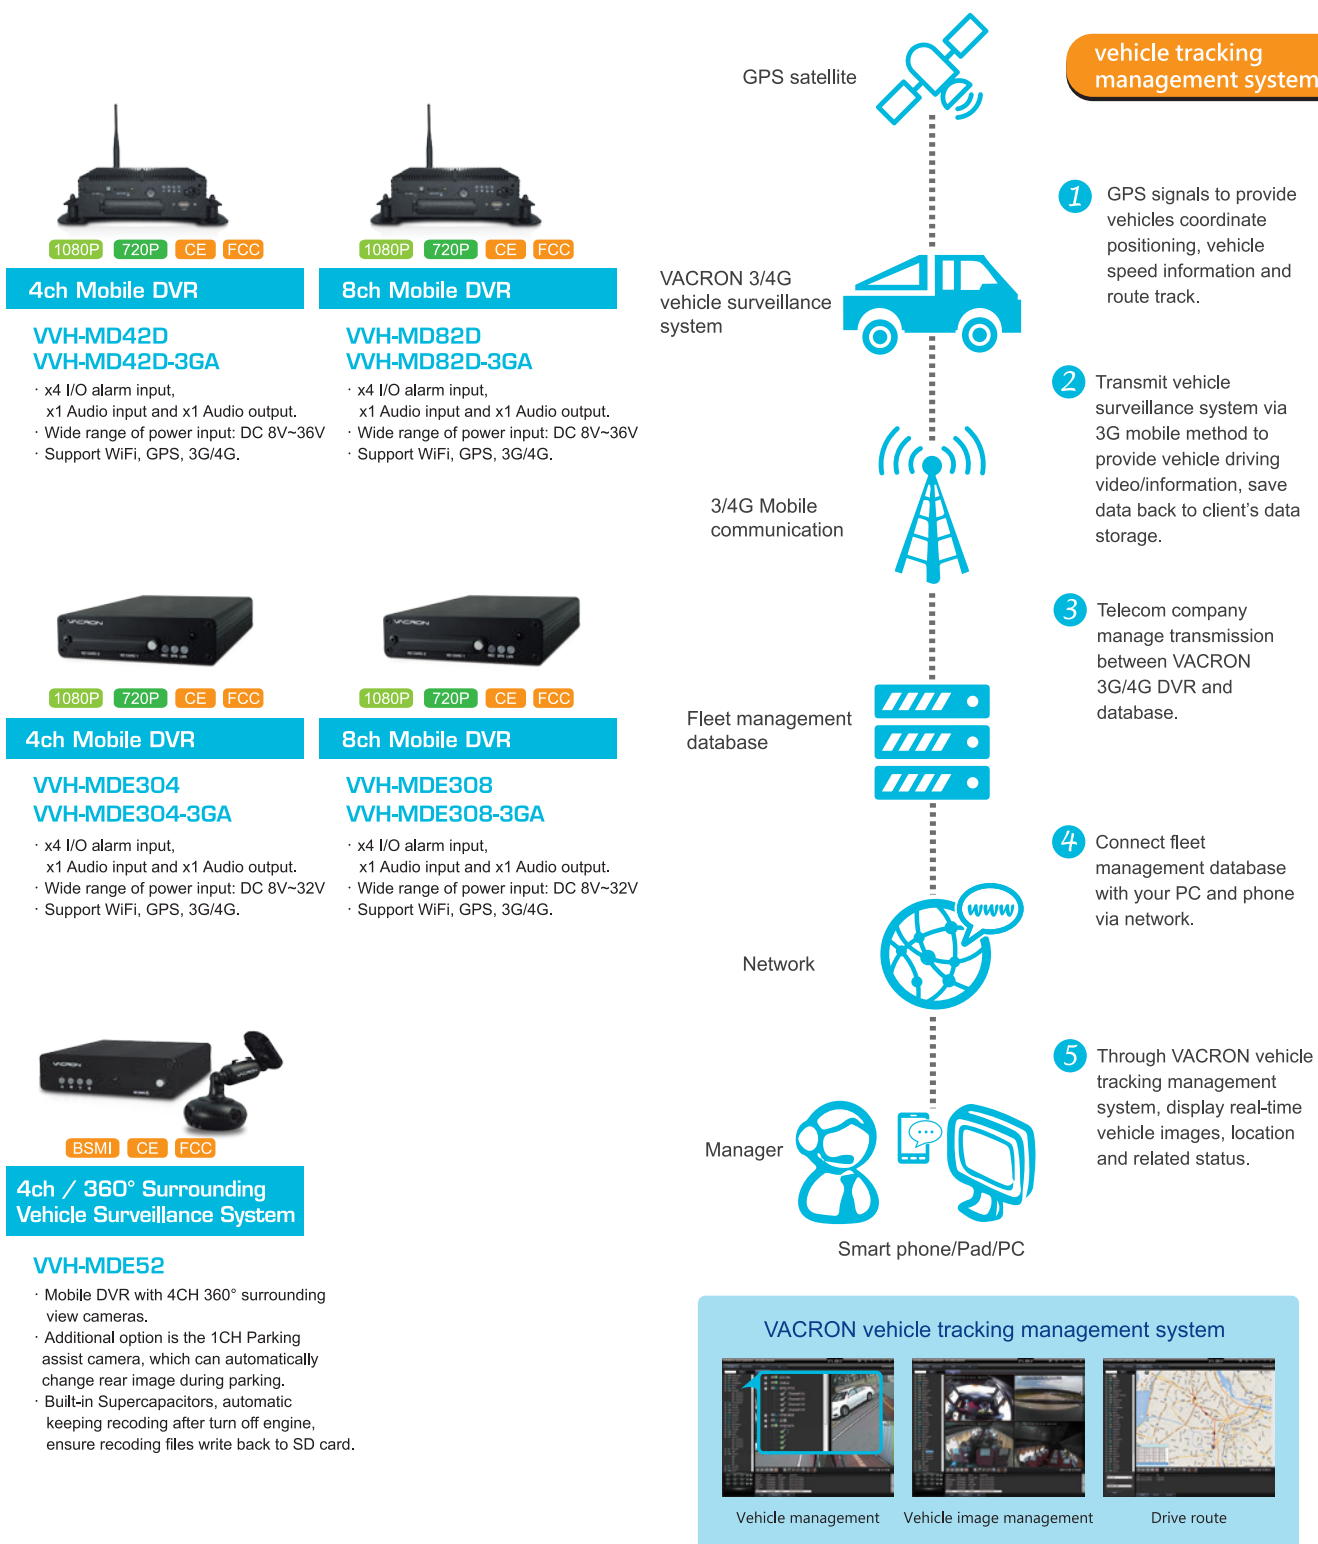 1080P 720P CE FCC
4ch Mobile DVR
VVH-MD42D
VVH-MD42D-3GA
· x4 I/O alarm input,
x1 Audio input and x1 Audio output.
· Wide range of power input: DC 8V~36V
· Support WiFi, GPS, 3G/4G.
1080P 720P CE FCC
8ch Mobile DVR
VVH-MD82D
VVH-MD82D-3GA
· x4 I/O alarm input,
x1 Audio input and x1 Audio output.
· Wide range of power input: DC 8V~36V
· Support WiFi, GPS, 3G/4G.
VACRON
1080P 720P CE FCC
4ch Mobile DVR
VVH-MDE304
VVH-MDE304-3GA
· x4 I/O alarm input,
x1 Audio input and x1 Audio output.
· Wide range of power input: DC 8V~32V
· Support WiFi, GPS, 3G/4G.
VACRON
1080P 720P CE FCC
8ch Mobile DVR
VVH-MDE308
VVH-MDE308-3GA
· x4 I/O alarm input,
x1 Audio input and x1 Audio output.
· Wide range of power input: DC 8V~32V
· Support WiFi, GPS, 3G/4G.
VACRON
VACRON
BSMI CE FCC
4ch / 360° Surrounding
Vehicle Surveillance System
VVH-MDE52
· Mobile DVR with 4CH 360° surrounding
view cameras.
· Additional option is the 1CH Parking
assist camera, which can automatically
change rear image during parking.
· Built-in Supercapacitors, automatic
keeping recoding after turn off engine,
ensure recoding files write back to SD card.
vehicle tracking
management system
GPS satellite
VACRON 3/4G
vehicle surveillance
system
3/4G Mobile
communication
Fleet management
database
www
Network
Manager
Smart phone/Pad/PC
1 GPS signals to provide
vehicles coordinate
positioning, vehicle
speed information and
route track.
2 Transmit vehicle
surveillance system via
3G mobile method to
provide vehicle driving
video/information, save
data back to client's data
storage.
3 Telecom company
manage transmission
between VACRON
3G/4G DVR and
database.
4 Connect fleet
management database
with your PC and phone
via network.
5 Through VACRON vehicle
tracking management
system, display real-time
vehicle images, location
and related status.
VACRON vehicle tracking management system
Vehicle management
Vehicle image management
Drive route